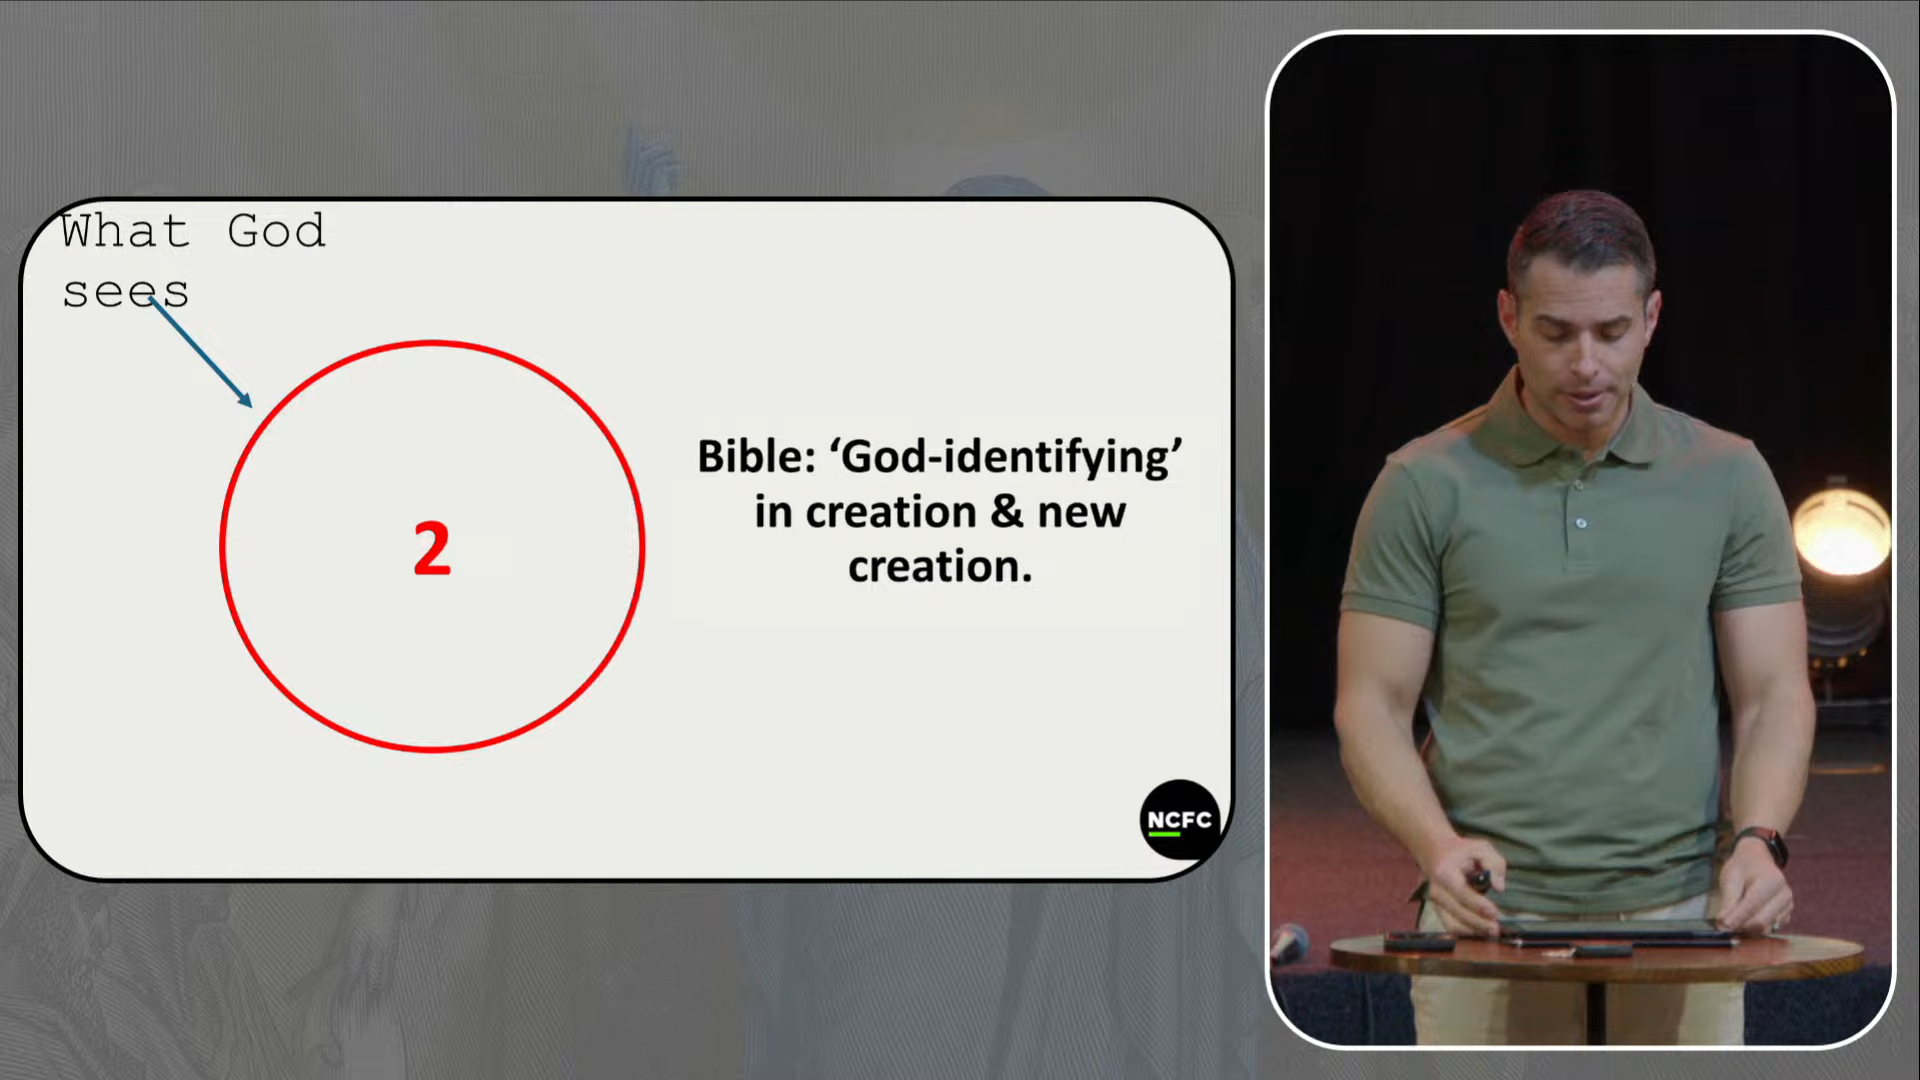 What God
sees
2
Bible: ‘God-identifying’
in creation & new
creation.
NCFC